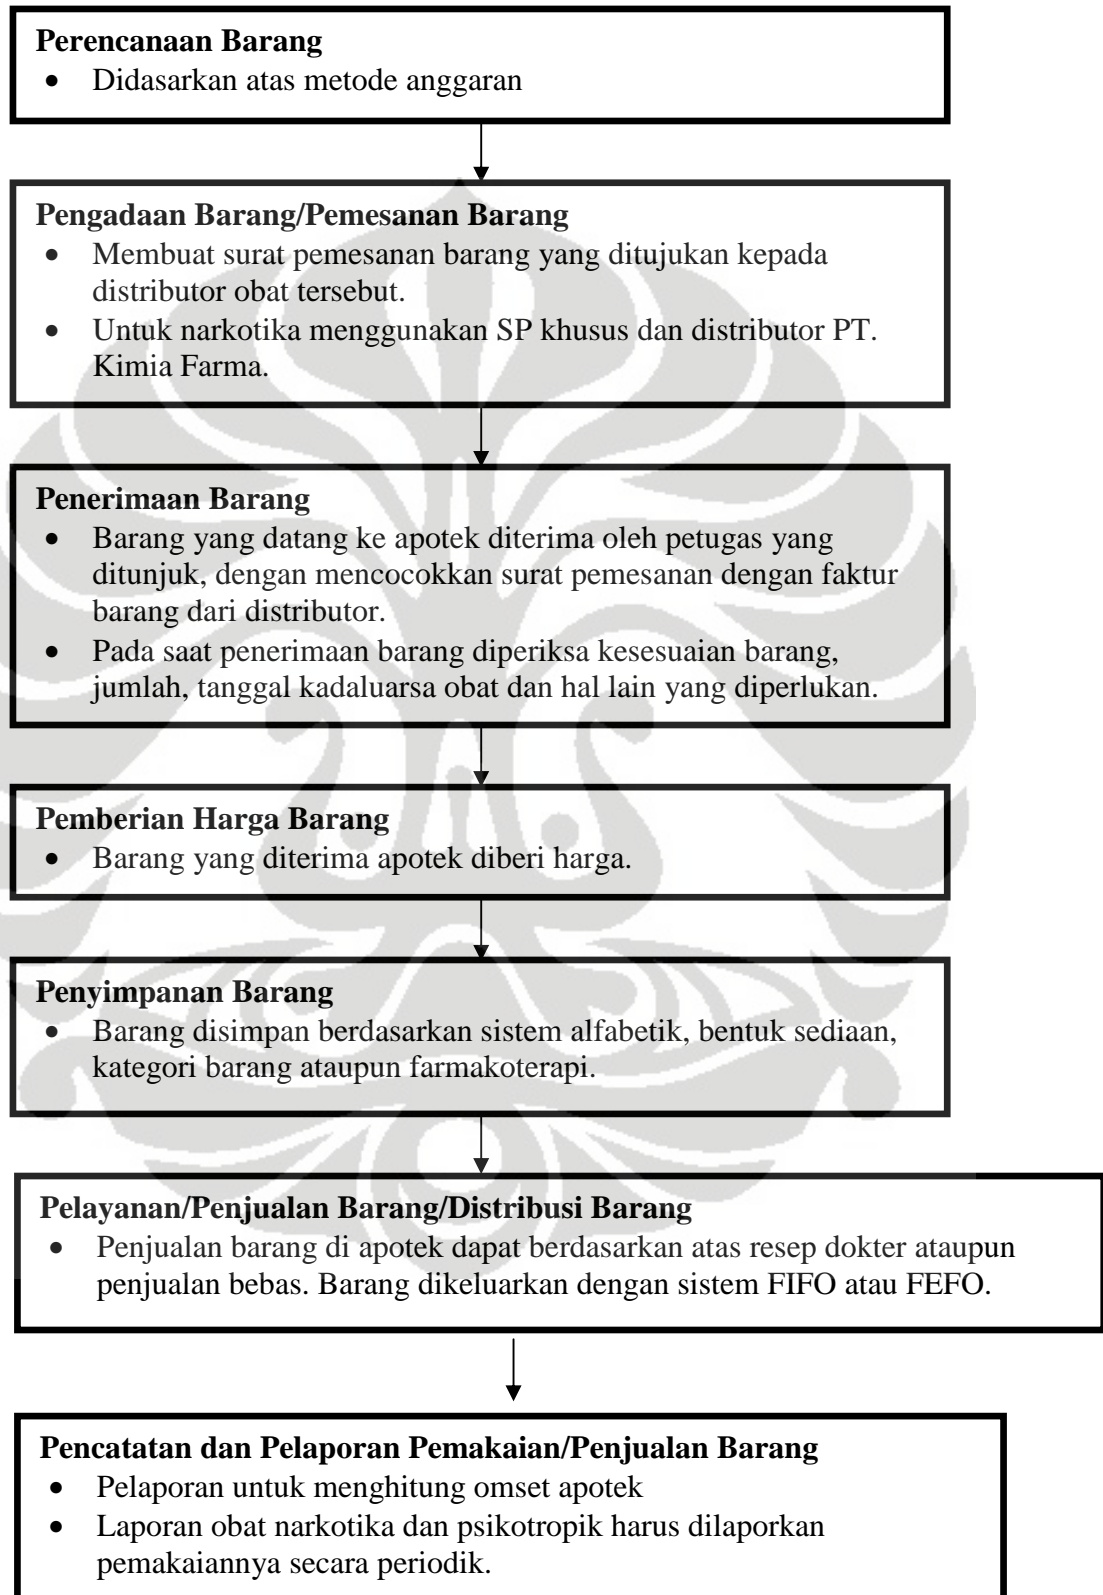 Perencanaan Barang
• Didasarkan atas metode anggaran
Pengadaan Barang/Pemesanan Barang
• Membuat surat pemesanan barang yang ditujukan kepada
distributor obat tersebut.
• Untuk narkotika menggunakan SP khusus dan distributor PT.
Kimia Farma.
Penerimaan Barang
• Barang yang datang ke apotek diterima oleh petugas yang
ditunjuk, dengan mencocokkan surat pemesanan dengan faktur
barang dari distributor.
• Pada saat penerimaan barang diperiksa kesesuaian barang,
jumlah, tanggal kadaluarsa obat dan hal lain yang diperlukan.
Pemberian Harga Barang
• Barang yang diterima apotek diberi harga.
Penyimpanan Barang
• Barang disimpan berdasarkan sistem alfabetik, bentuk sediaan,
kategori barang ataupun farmakoterapi.
Pelayanan/Penjualan Barang/Distribusi Barang
• Penjualan barang di apotek dapat berdasarkan atas resep dokter ataupun
penjualan bebas. Barang dikeluarkan dengan sistem FIFO atau FEFO.
Pencatatan dan Pelaporan Pemakaian/Penjualan Barang
• Pelaporan untuk menghitung omset apotek
• Laporan obat narkotika dan psikotropik harus dilaporkan
pemakaiannya secara periodik.